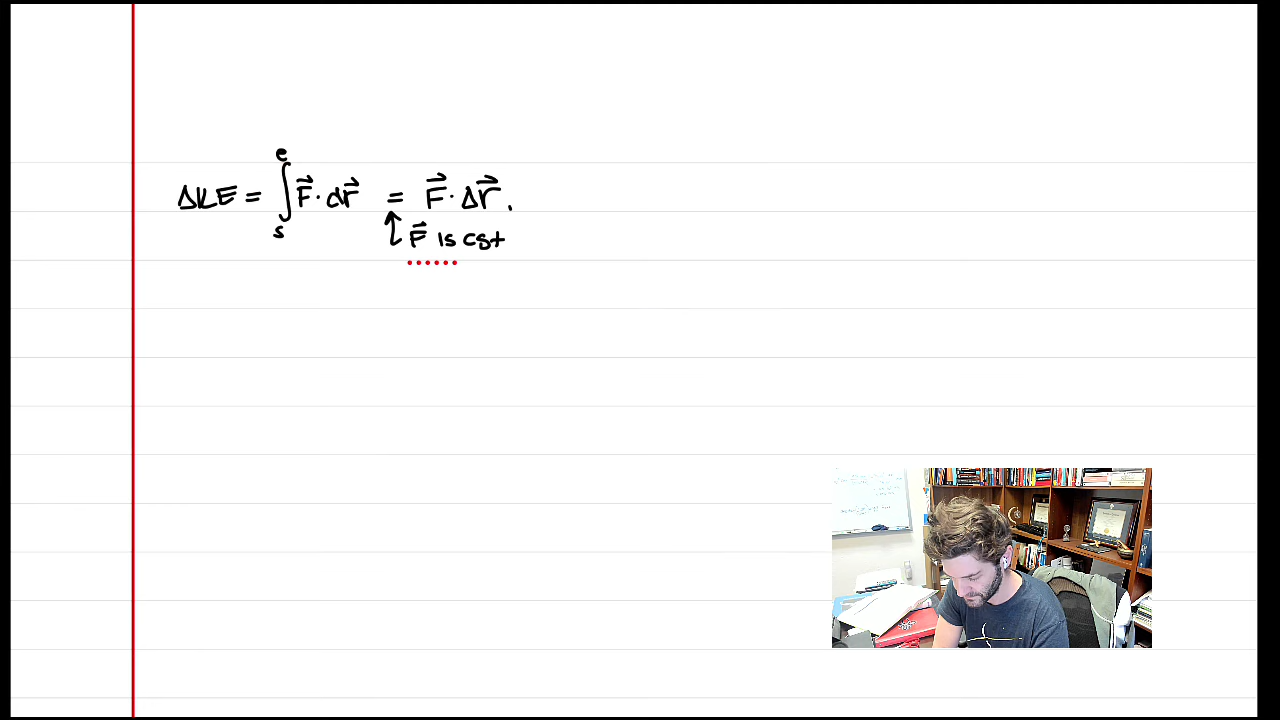 ΔKE = ∫ₛᵉ F⃗ · dr⃗ = F⃗ · Δr⃗.
F⃗ is cst